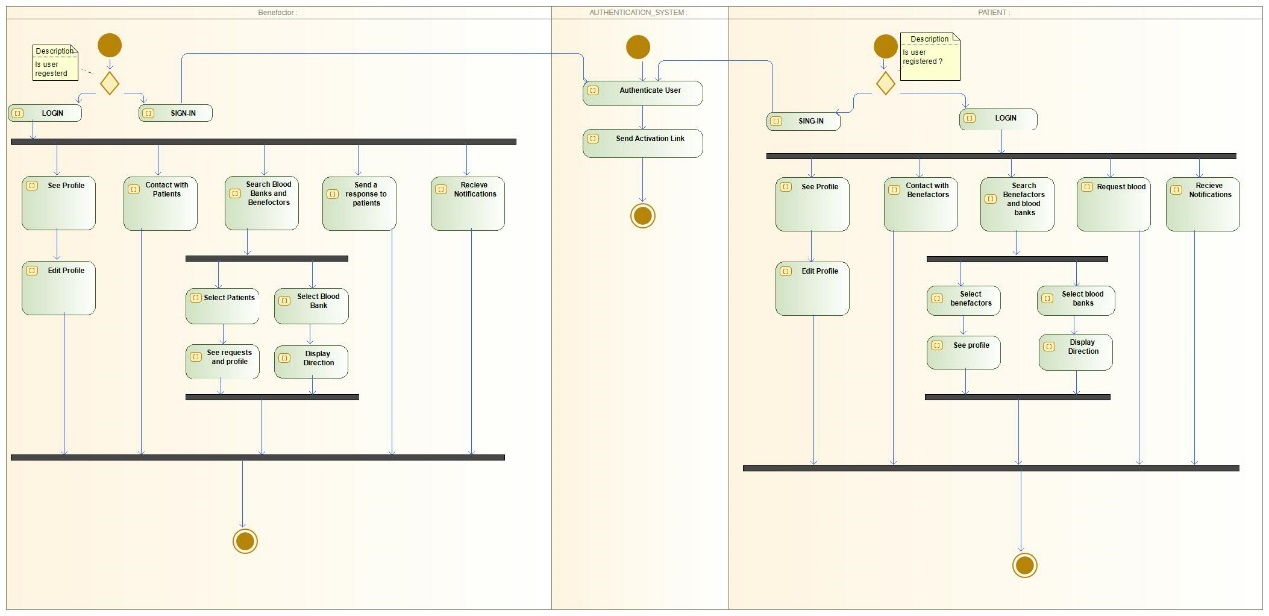 Benefoctor :
AUTHENTICATION_SYSTEM :
PATIENT :
Description
Is user
regesterd
LOGIN
SIGN-IN
See Profile
Contact with
Patients
Search Blood
Banks and
Benefoctors
Send a
response to
patients
Recieve
Notifications
Edit Profile
Select Patients
Select Blood
Bank
See requests
and profile
Display
Direction
Authenticate User
Send Activation Link
Description
Is user
registered ?
SING-IN
LOGIN
See Profile
Contact with
Benefactors
Search
Benefactors
and blood
banks
Request blood
Recieve
Notifications
Edit Profile
Select
benefactors
Select blood
banks
See profile
Display
Direction